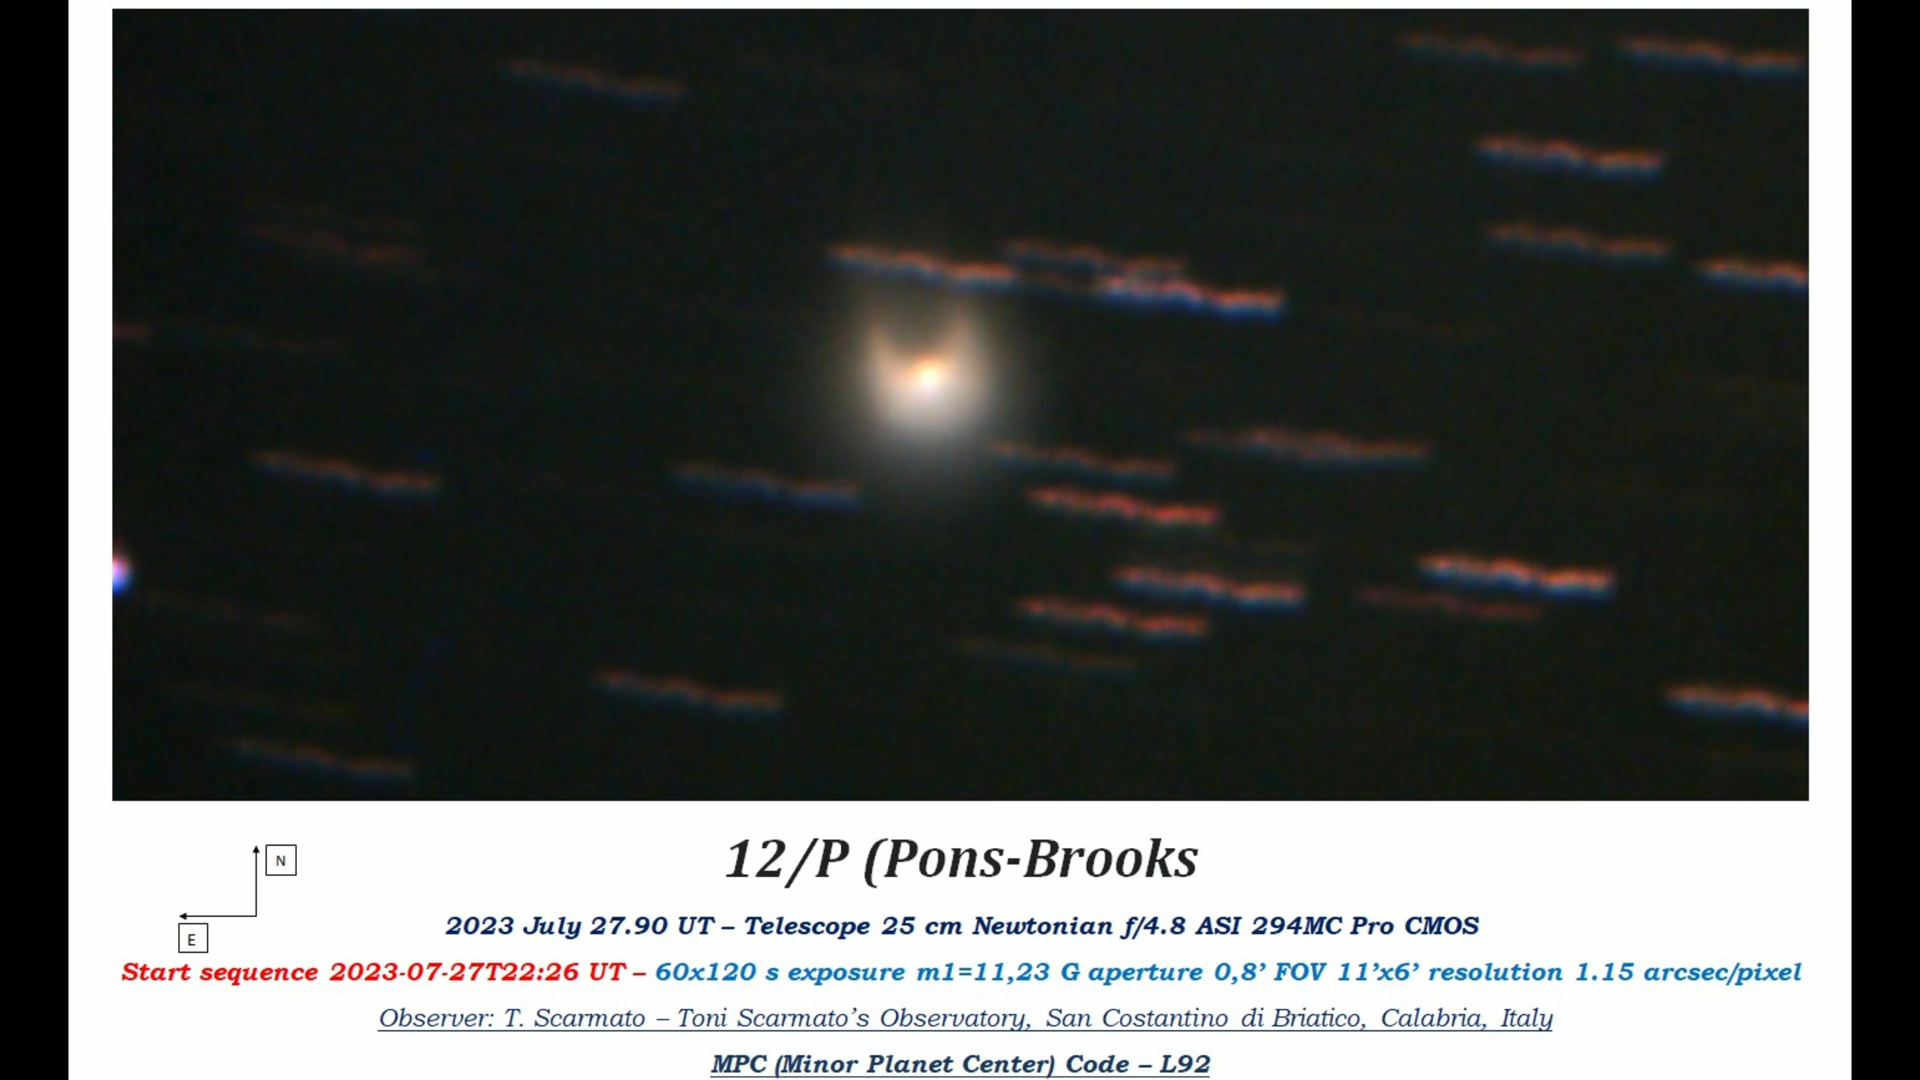 N
E
12/P (Pons-Brooks
2023 July 27.90 UT – Telescope 25 cm Newtonian f/4.8 ASI 294MC Pro CMOS
Start sequence 2023-07-27T22:26 UT – 60x120 s exposure m1=11,23 G aperture 0,8’ FOV 11’x6’ resolution 1.15 arcsec/pixel
Observer: T. Scarmato – Toni Scarmato’s Observatory, San Costantino di Briatico, Calabria, Italy
MPC (Minor Planet Center) Code – L92